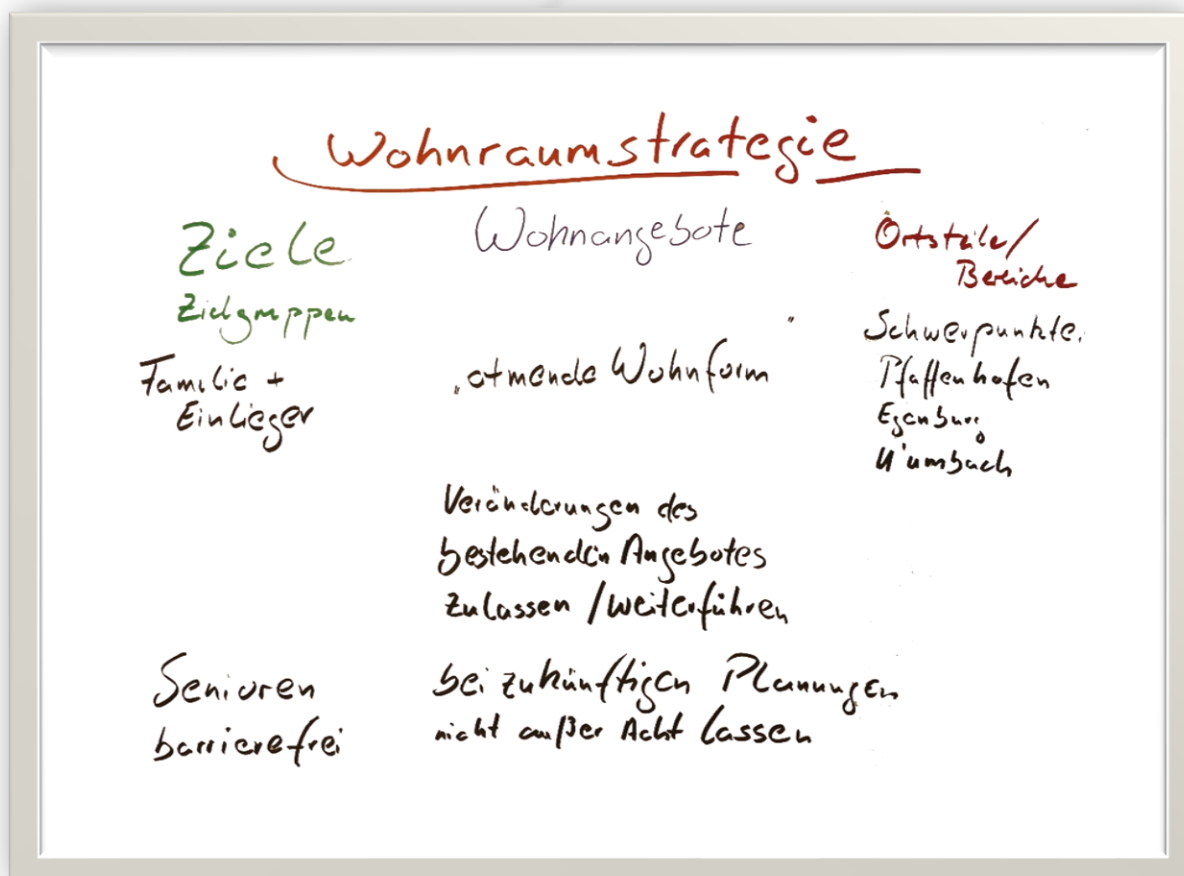 Wohnraumstrategie
Ziele
Zielgruppen
Wohnangebote
Ortsteile/
Bereiche
Familie +
Einlieger
„atmende Wohnform“
Schwerpunkte.
Pfaffenhofen
Egenburg
U'umbach
Veränderungen des
bestehenden Angebotes
zulassen / weiterführen
Senioren
barrierefrei
bei zukünftigen Planungen
nicht außer Acht lassen